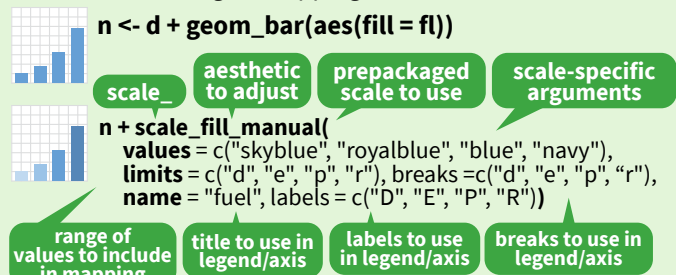 n <- d + geom_bar(aes(fill = fl))
scale_
aesthetic
to adjust
prepackaged
scale to use
scale-specific
arguments
n + scale_fill_manual(
values = c("skyblue", "royalblue", "blue", "navy"),
limits = c("d", "e", "p", "r"), breaks =c("d", "e", "p", “r"),
name = "fuel", labels = c("D", "E", "P", "R"))
range of
values to include
in mapping
title to use in
legend/axis
labels to use
in legend/axis
breaks to use in
legend/axis